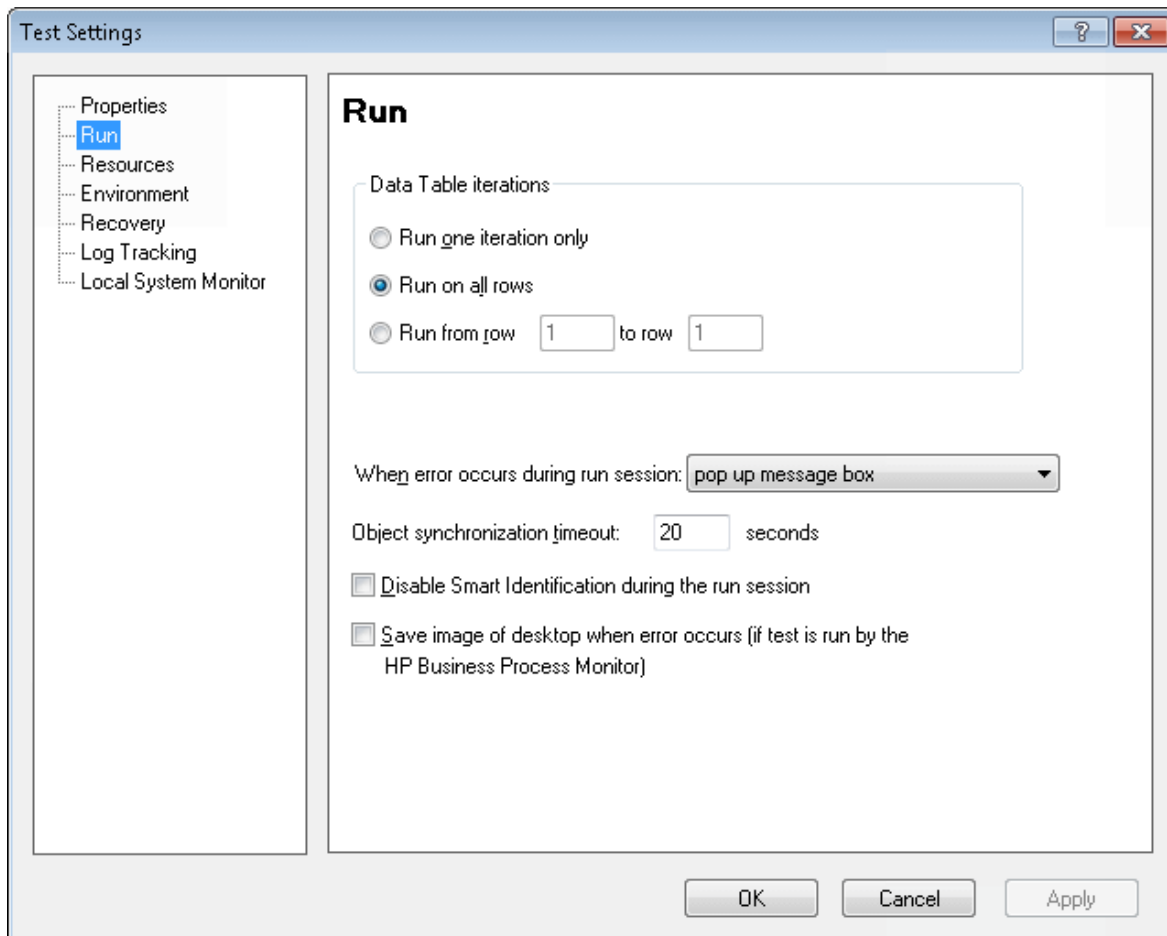 Test Settings
Properties
Run
Resources
Environment
Recovery
Log Tracking
Local System Monitor
Run
Data Table iterations
Run one iteration only
Run on all rows
Run from row 1 to row 1
When error occurs during run session: pop up message box
Object synchronization timeout: 20 seconds
Disable Smart Identification during the run session
Save image of desktop when error occurs (if test is run by the
HP Business Process Monitor)
OK Cancel Apply